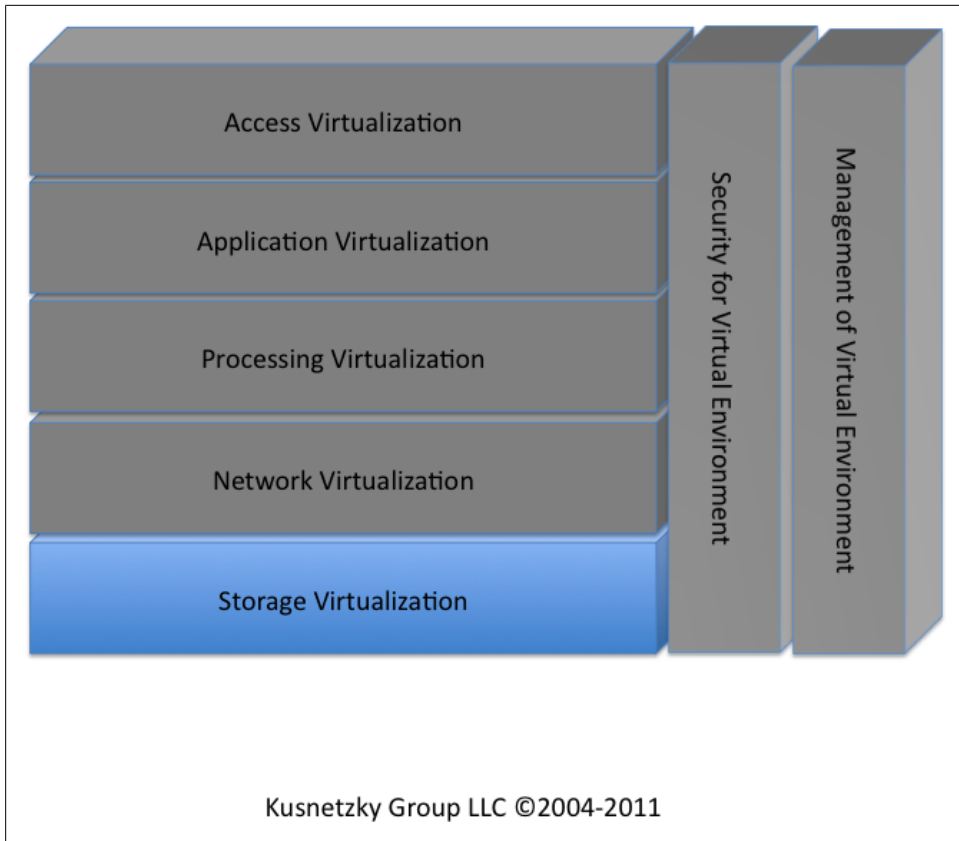 Access Virtualization
Application Virtualization
Processing Virtualization
Network Virtualization
Storage Virtualization
Security for Virtual Environment
Management of Virtual Environment
Kusnetzky Group LLC ©2004-2011